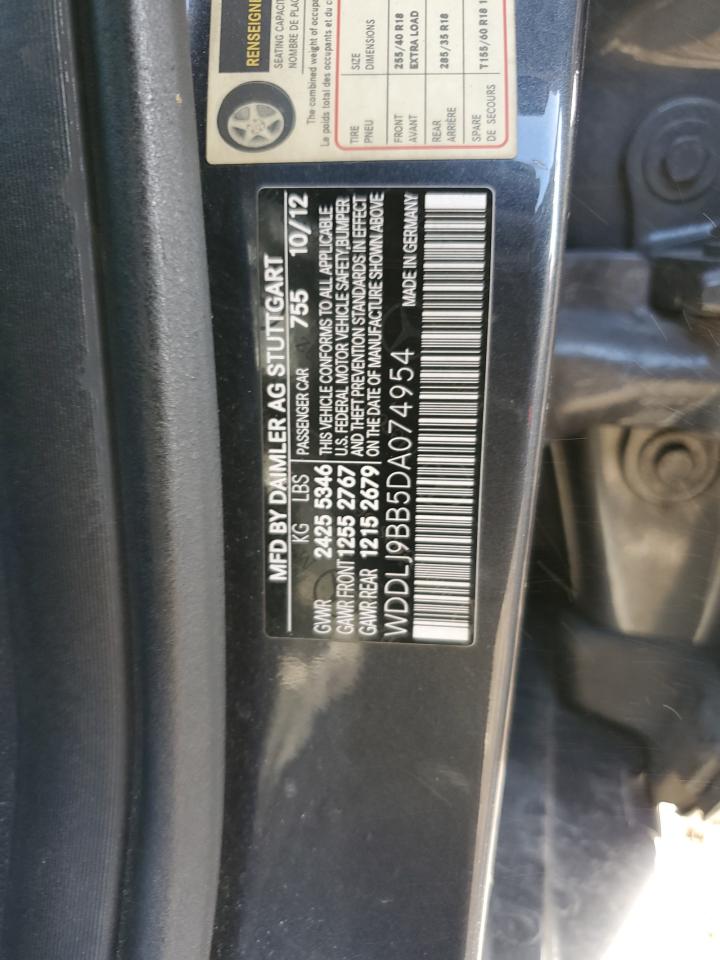 RENSEIGNE
SEATING CAPACI
NOMBRE DE PLA
The combined weight of occupa
Le poids total des occupants et du c
TIRE SIZE
PNEU DIMENSIONS
FRONT 255/40 R18
AVANT EXTRA LOAD
REAR 285/35 R18
ARRIÈRE
SPARE T155/60 R18 1
DE SECOURS
MFD BY DAIMLER AG STUTTGART
KG LBS PASSENGER CAR 755 10/12
GVWR 2425 5346
GAWR FRONT 1255 2767
GAWR REAR 1215 2679
THIS VEHICLE CONFORMS TO ALL APPLICABLE
U.S. FEDERAL MOTOR VEHICLE SAFETY,BUMPER
AND THEFT PREVENTION STANDARDS IN EFFECT
ON THE DATE OF MANUFACTURE SHOWN ABOVE
WDDLJ9BB5DA074954 MADE IN GERMANY